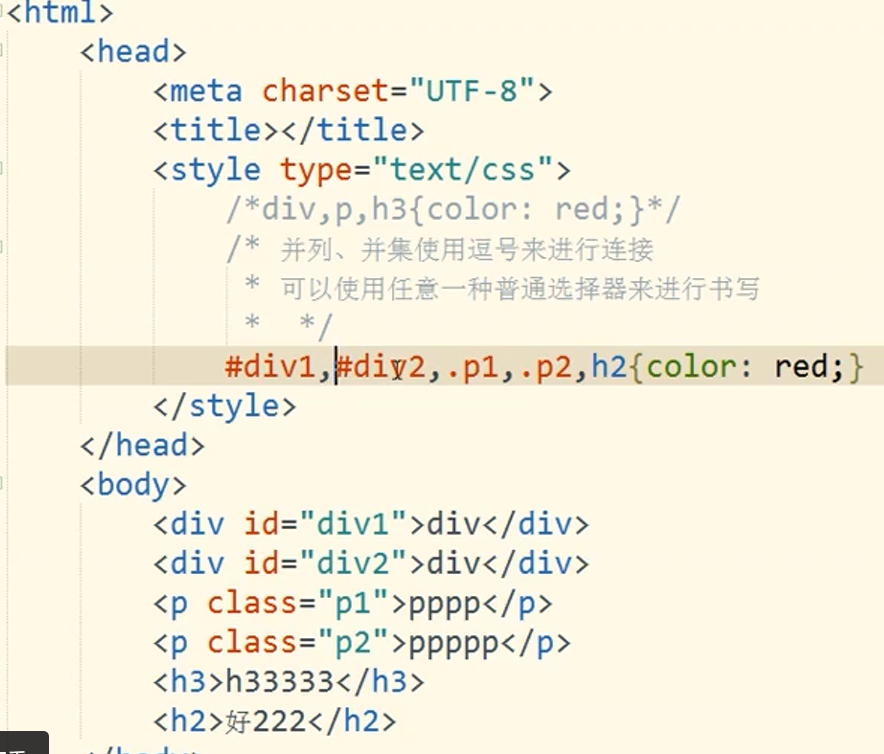 <html>
<head>
<meta charset="UTF-8">
<title></title>
<style type="text/css">
/*div,p,h3{color: red;}*/
/* 并列、并集使用逗号来进行连接
* 可以使用任意一种普通选择器来进行书写
* */
#div1,#div2,.p1,.p2,h2{color: red;}
</style>
</head>
<body>
<div id="div1">div</div>
<div id="div2">div</div>
<p class="p1">pppp</p>
<p class="p2">ppppp</p>
<h3>h33333</h3>
<h2>好222</h2>